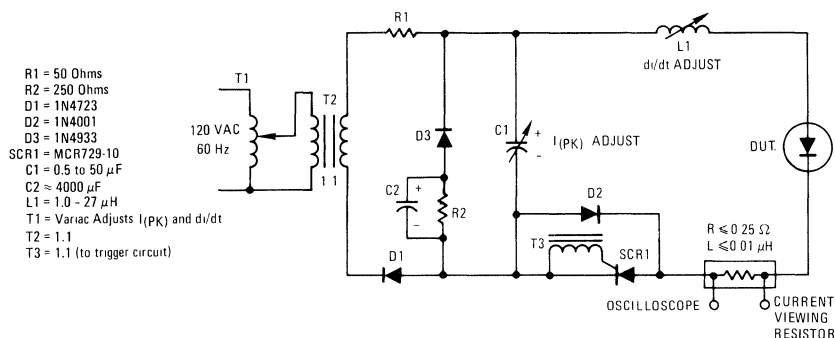 R1 = 50 Ohms
R2 = 250 Ohms
D1 = 1N4723
D2 = 1N4001
D3 = 1N4933
SCR1 = MCR729-10
C1 = 0.5 to 50 µF
C2 ≈ 4000 µF
L1 = 1.0 - 27 µH
T1 = Variac Adjusts I(PK) and di/dt
T2 = 1.1
T3 = 1.1 (to trigger circuit)
T1
120 VAC
60 Hz
T2
1 1
R1
D3
C2
+
–
R2
D1
C1
+
–
I(PK) ADJUST
L1
di/dt ADJUST
DUT.
D2
T3
SCR1
R ⩽ 0.25 Ω
L ⩽ 0 01 µH
OSCILLOSCOPE
CURRENT
VIEWING
RESISTOR